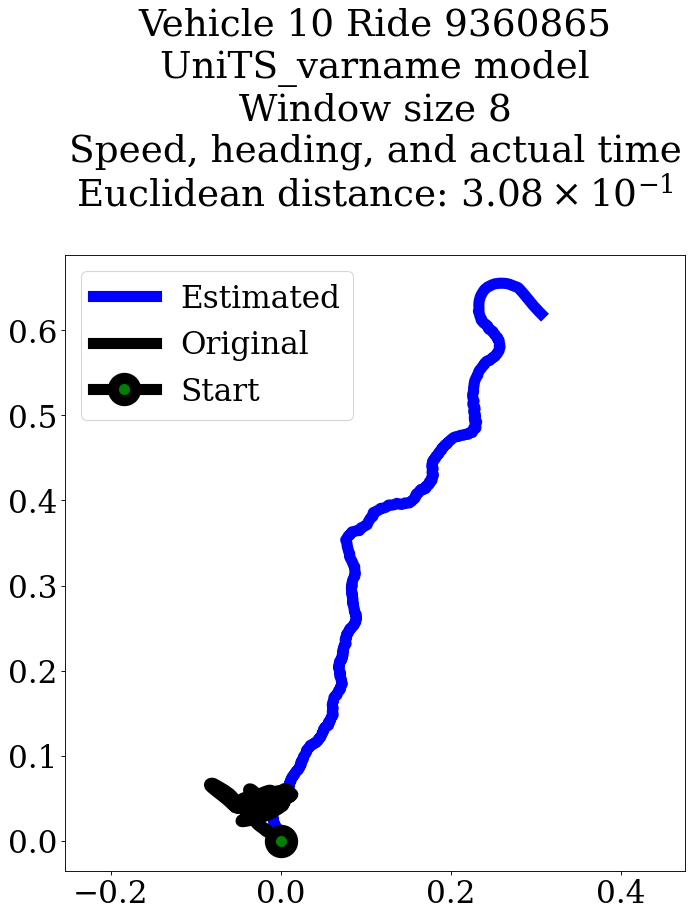 Vehicle 10 Ride 9360865
UniTS_varname model
Window size 8
Speed, heading, and actual time
Euclidean distance: 3.08 × 10⁻¹
Estimated
Original
Start
0.6
0.5
0.4
0.3
0.2
0.1
0.0
−0.2 0.0 0.2 0.4